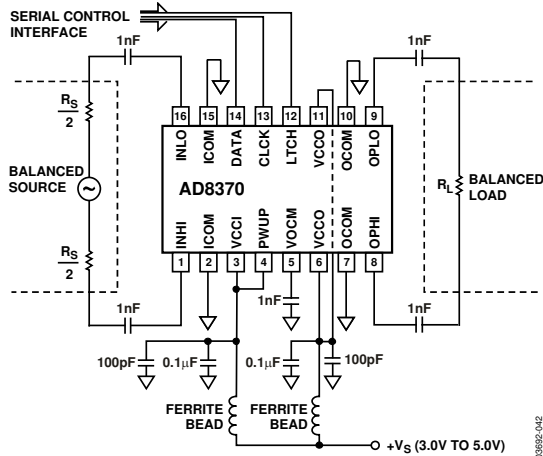 SERIAL CONTROL
INTERFACE
1nF
1nF
16 15 14 13 12 11 10 9
INLO ICOM DATA CLCK LTCH VCCO OCOM OPLO
RS
2
BALANCED
SOURCE
~
AD8370
RL
BALANCED
LOAD
RS
2
INHI ICOM VCCI PWUP VOCM VCCO OCOM OPHI
1 2 3 4 5 6 7 8
1nF
1nF
1nF
100pF
0.1µF
0.1µF
100pF
FERRITE
BEAD
FERRITE
BEAD
+VS (3.0V TO 5.0V)
03692-042